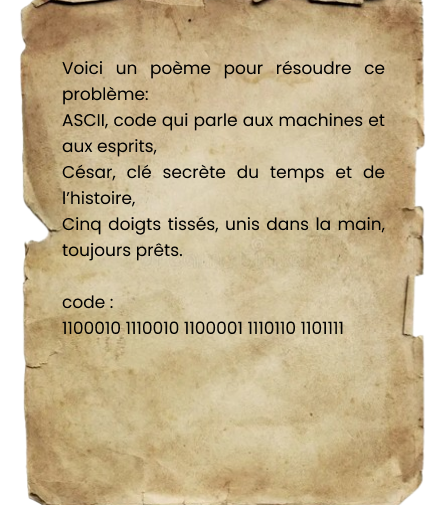 Voici un poème pour résoudre ce
problème:
ASCII, code qui parle aux machines et
aux esprits,
César, clé secrète du temps et de
l'histoire,
Cinq doigts tissés, unis dans la main,
toujours prêts.
code :
1100010 1110010 1100001 1110110 1101111